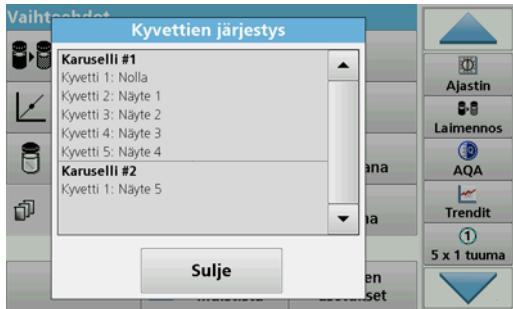 Vaihtoehdot
Kyvettien järjestys
Karuselli #1
Kyvetti 1: Nolla
Kyvetti 2: Näyte 1
Kyvetti 3: Näyte 2
Kyvetti 4: Näyte 3
Kyvetti 5: Näyte 4
Karuselli #2
Kyvetti 1: Näyte 5
Sulje
Ajastin
Laimennos
AQA
Trendit
1
5 x 1 tuuma